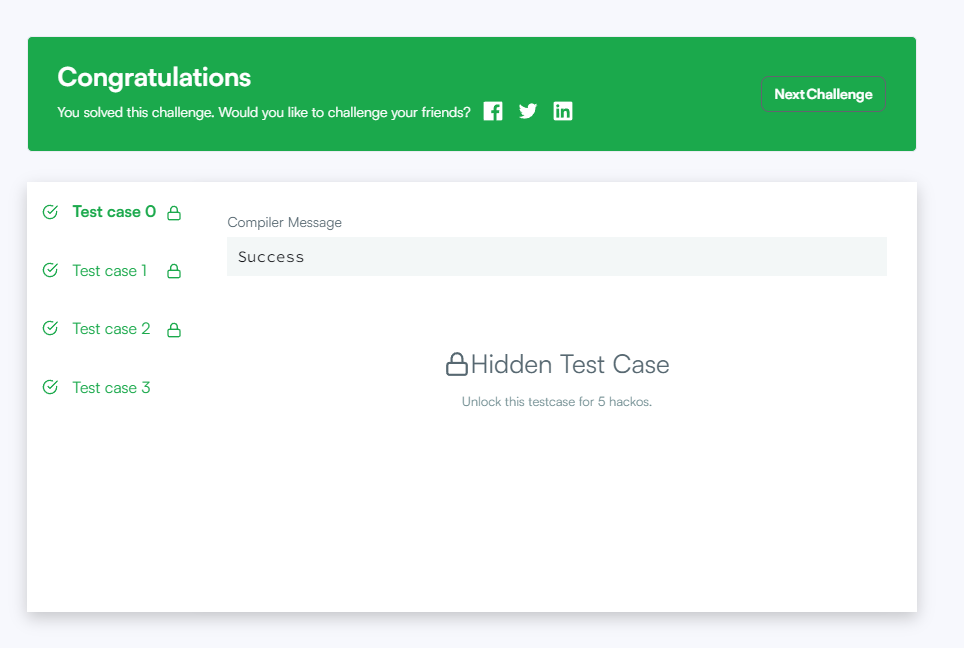 Congratulations
You solved this challenge. Would you like to challenge your friends?
Next Challenge
Test case 0
Test case 1
Test case 2
Test case 3
Compiler Message
Success
Hidden Test Case
Unlock this testcase for 5 hackos.